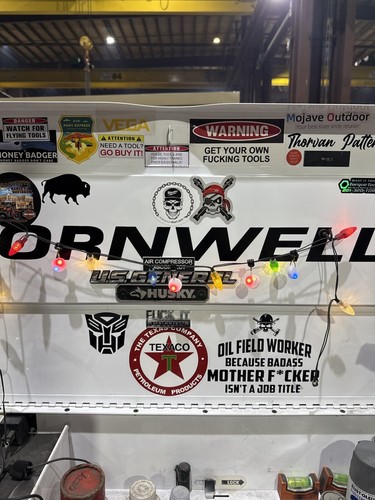 DANGER
WATCH FOR
FLYING TOOLS
HONEY BADGER
VEGA
ATTENTION
NEED A TOOL?
GO BUY IT!
ATTENTION
WARNING
GET YOUR OWN
FUCKING TOOLS
Mojave Outdoor
Thorvan Patten
ORNWELL
AIR COMPRESSOR
U.S. GENERAL
HUSKY
FUCK IT
THE TEXAS COMPANY
TEXACO
T
PETROLEUM PRODUCTS
OIL FIELD WORKER
BECAUSE BADASS
MOTHER F*CKER
ISN'T A JOB TITLE
LOCK